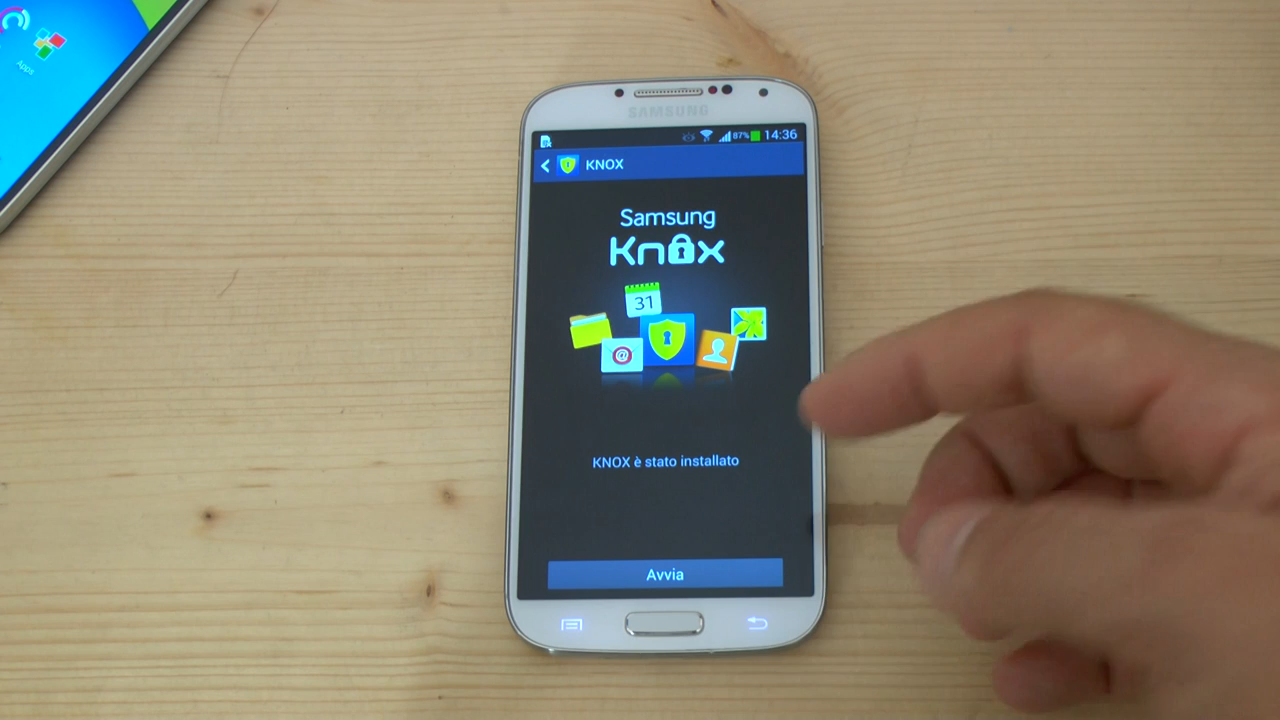 Apps
SAMSUNG
87% 14:36
KNOX
Samsung
Knox
31
@
KNOX è stato installato
Avvia